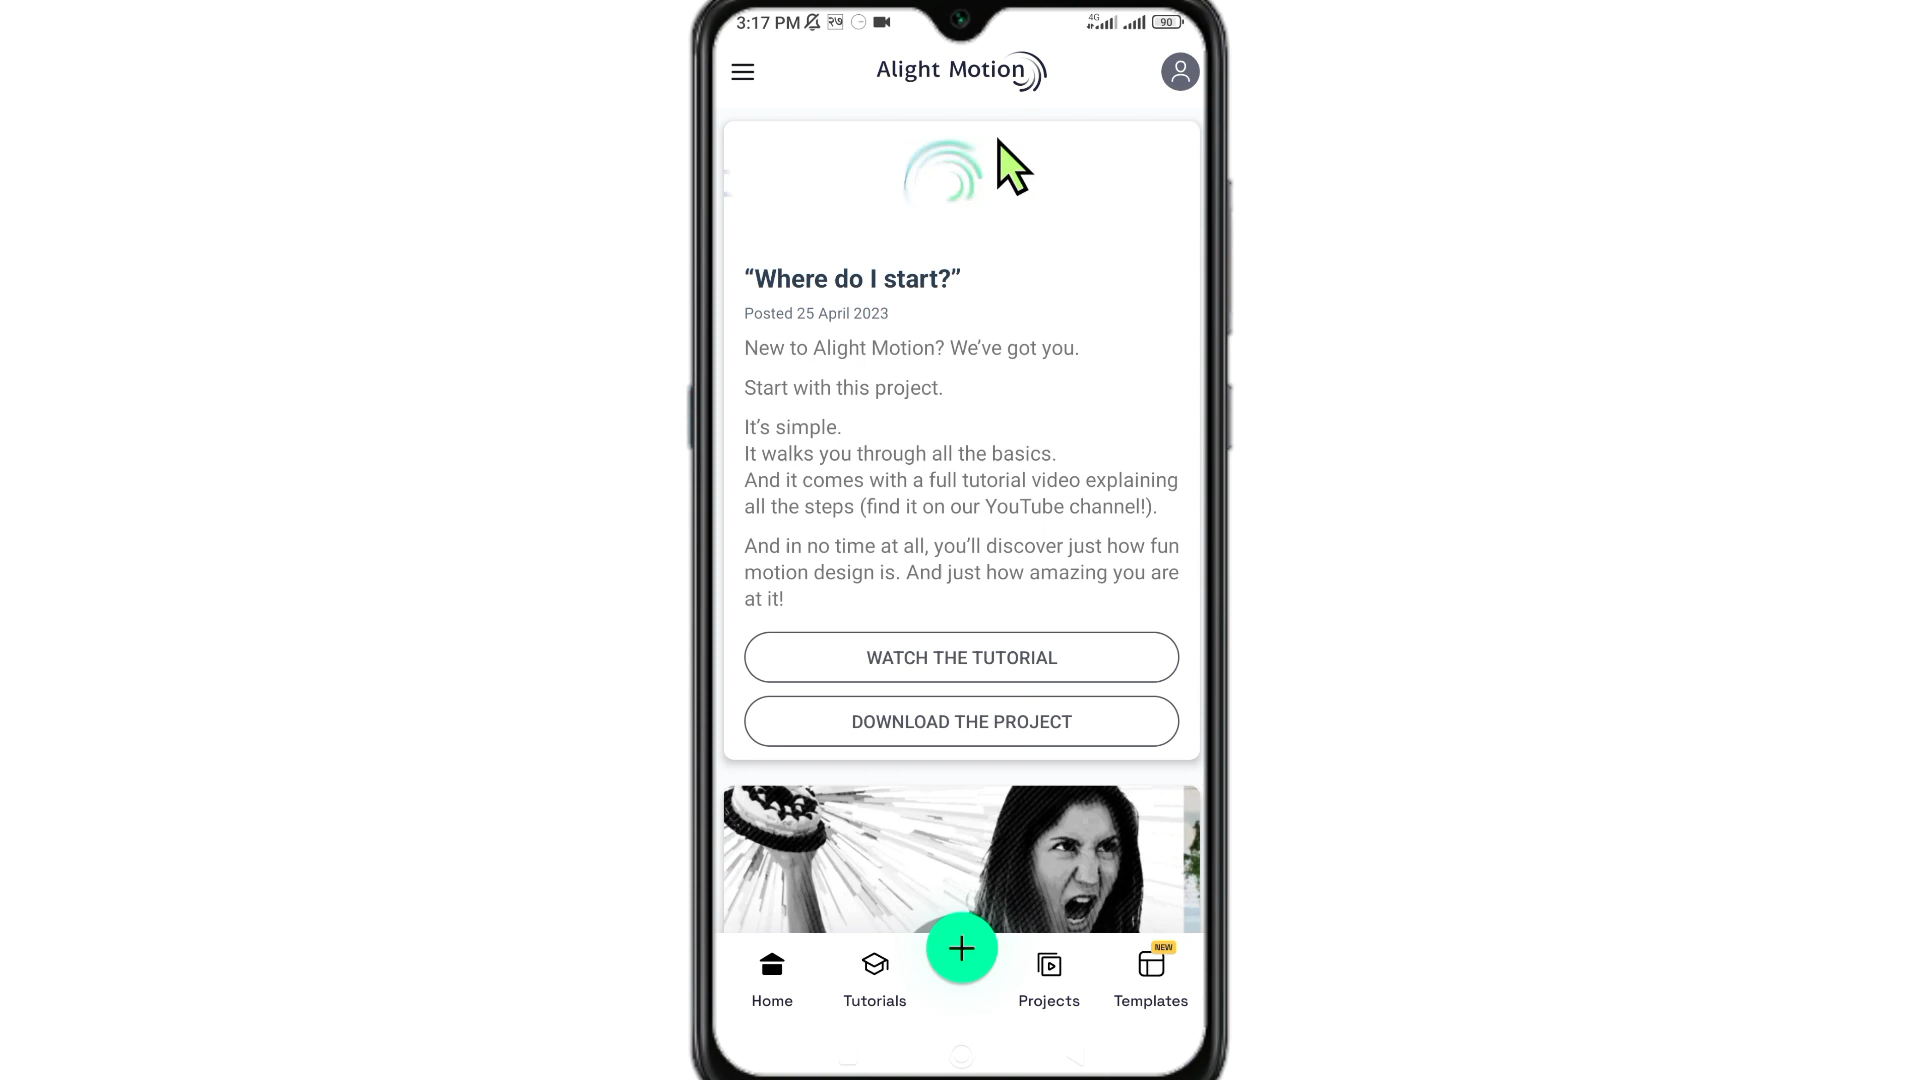 3:17 PM २७ 4G 90
Alight Motion
“Where do I start?”
Posted 25 April 2023
New to Alight Motion? We’ve got you.
Start with this project.
It’s simple.
It walks you through all the basics.
And it comes with a full tutorial video explaining
all the steps (find it on our YouTube channel!).
And in no time at all, you’ll discover just how fun
motion design is. And just how amazing you are
at it!
WATCH THE TUTORIAL
DOWNLOAD THE PROJECT
NEW
Home Tutorials Projects Templates